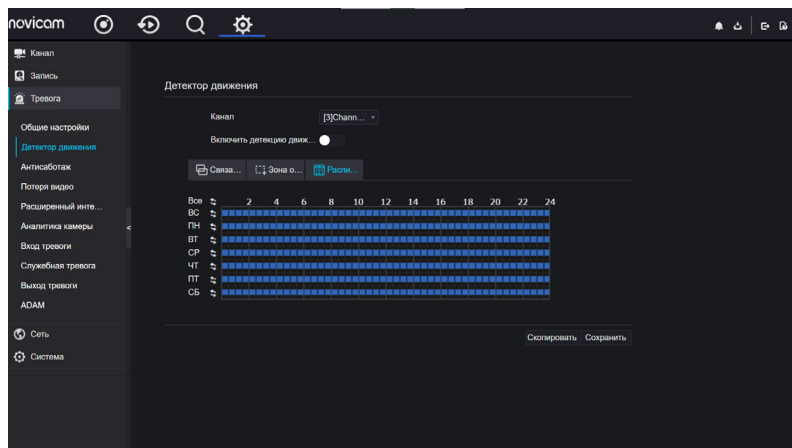 novicam
Канал
Запись
Тревога
Общие настройки
Детектор движения
Антисаботаж
Потеря видео
Расширенный инте...
Аналитика камеры
Вход тревоги
Служебная тревога
Выход тревоги
ADAM
Сеть
Система
Детектор движения
Канал [3]Chann...
Включить детекцию движ...
Связа... Зона о... Распи...
Все 2 4 6 8 10 12 14 16 18 20 22 24
ВС
ПН
ВТ
СР
ЧТ
ПТ
СБ
Скопировать Сохранить